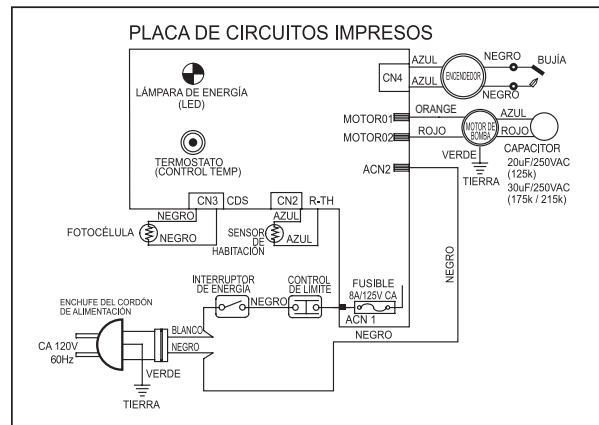 PLACA DE CIRCUITOS IMPRESOS
LÁMPARA DE ENERGÍA
(LED)
TERMOSTATO
(CONTROL TEMP)
CN4
AZUL
AZUL
ENCENDEDOR
NEGRO
NEGRO
BUJÍA
MOTOR01
MOTOR02
ORANGE
ROJO
MOTOR DE
BOMBA
AZUL
ROJO
VERDE
TIERRA
CAPACITOR
20uF/250VAC
(125k)
30uF/250VAC
(175k / 215k)
ACN2
NEGRO
CN3
CDS
CN2
R-TH
NEGRO
NEGRO
FOTOCÉLULA
AZUL
AZUL
SENSOR
DE
HABITACIÓN
INTERRUPTOR
DE ENERGÍA
NEGRO
CONTROL
DE LÍMITE
FUSIBLE
8A/125V CA
ACN 1
NEGRO
ENCHUFE DEL CORDÓN
DE ALIMENTACIÓN
CA 120V
60Hz
BLANCO
NEGRO
VERDE
TIERRA